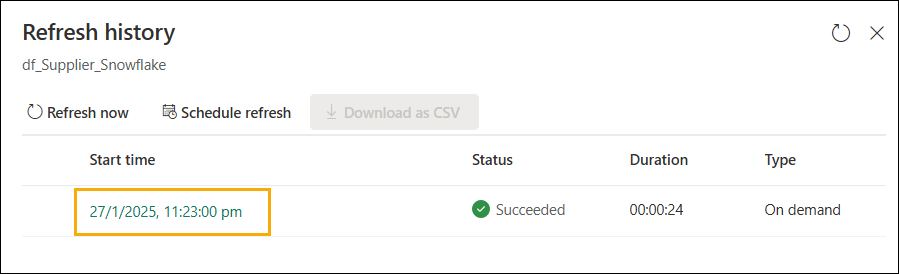 Refresh history
df_Supplier_Snowflake
Refresh now Schedule refresh Download as CSV
Start time Status Duration Type
27/1/2025, 11:23:00 pm Succeeded 00:00:24 On demand